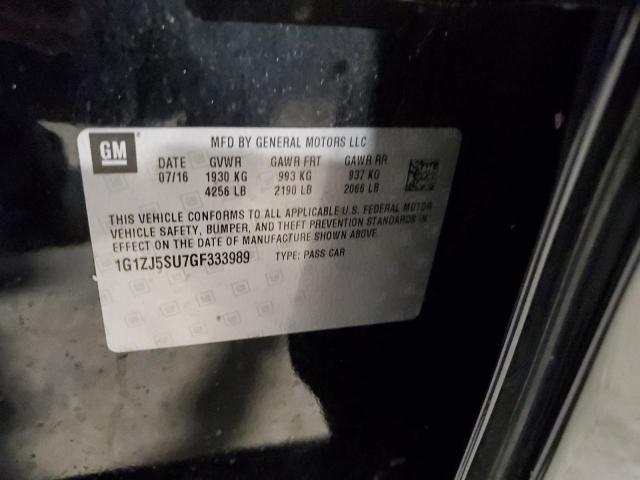 GM
MFD BY GENERAL MOTORS LLC
DATE GVWR GAWR FRT GAWR RR
07/16 1930 KG 993 KG 937 KG
4256 LB 2190 LB 2066 LB
THIS VEHICLE CONFORMS TO ALL APPLICABLE U.S. FEDERAL MOTOR
VEHICLE SAFETY, BUMPER, AND THEFT PREVENTION STANDARDS IN
EFFECT ON THE DATE OF MANUFACTURE SHOWN ABOVE.
1G1ZJ5SU7GF333989 TYPE: PASS CAR